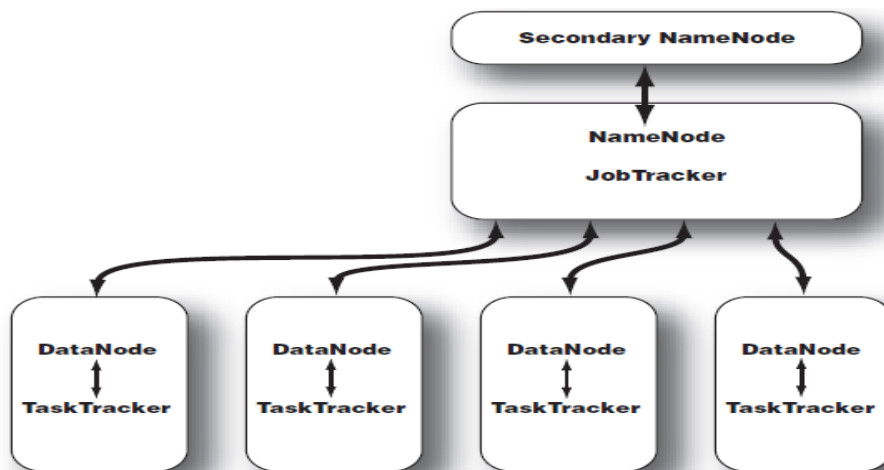 Secondary NameNode
NameNode
JobTracker
DataNode
TaskTracker
DataNode
TaskTracker
DataNode
TaskTracker
DataNode
TaskTracker